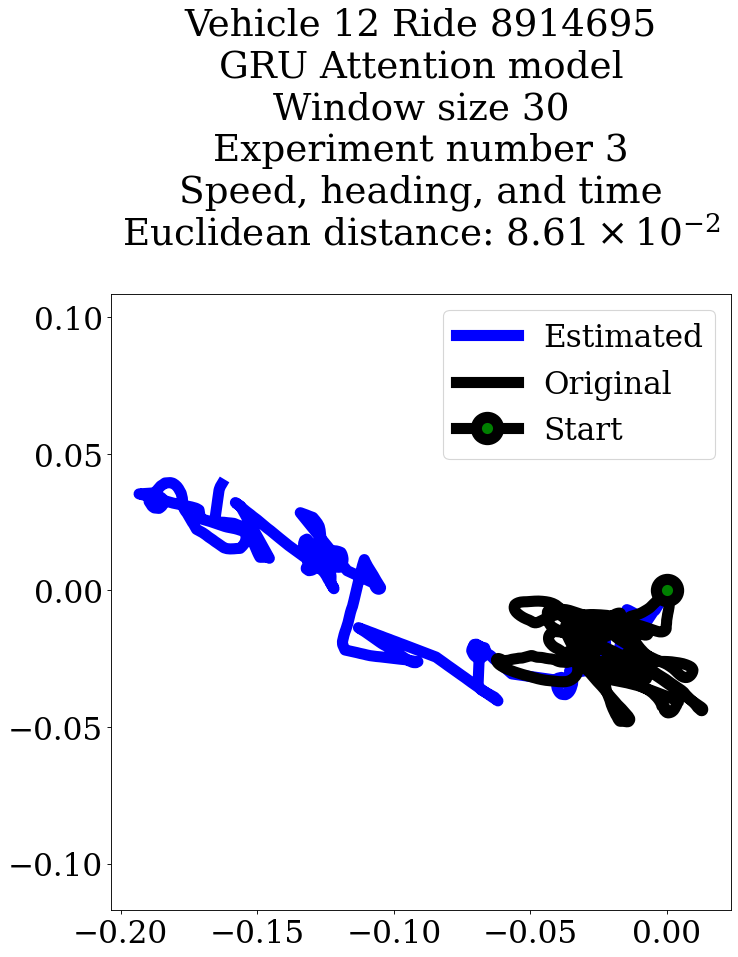 Vehicle 12 Ride 8914695
GRU Attention model
Window size 30
Experiment number 3
Speed, heading, and time
Euclidean distance: 8.61 × 10⁻²
Estimated
Original
Start
0.10
0.05
0.00
−0.05
−0.10
−0.20 −0.15 −0.10 −0.05 0.00